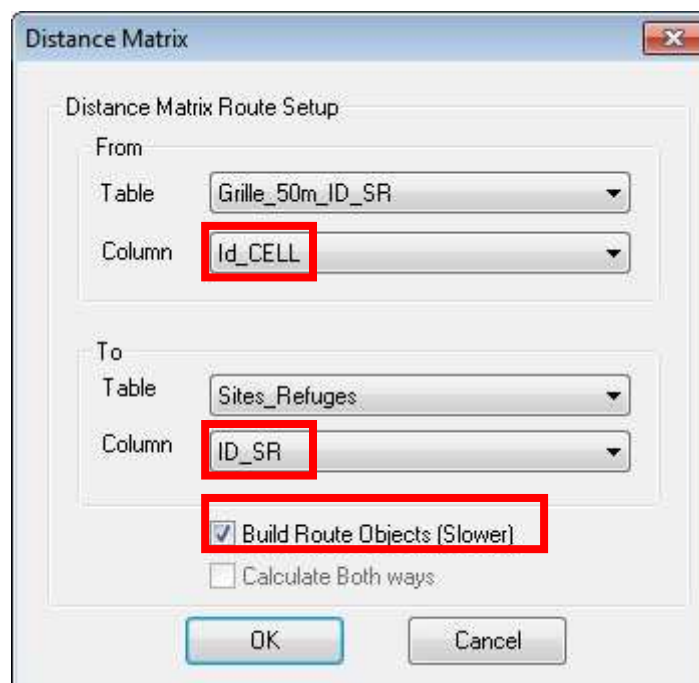 Distance Matrix
Distance Matrix Route Setup
From
Table Grille_50m_ID_SR
Column Id_CELL
To
Table Sites_Refuges
Column ID_SR
Build Route Objects (Slower)
Calculate Both ways
OK Cancel